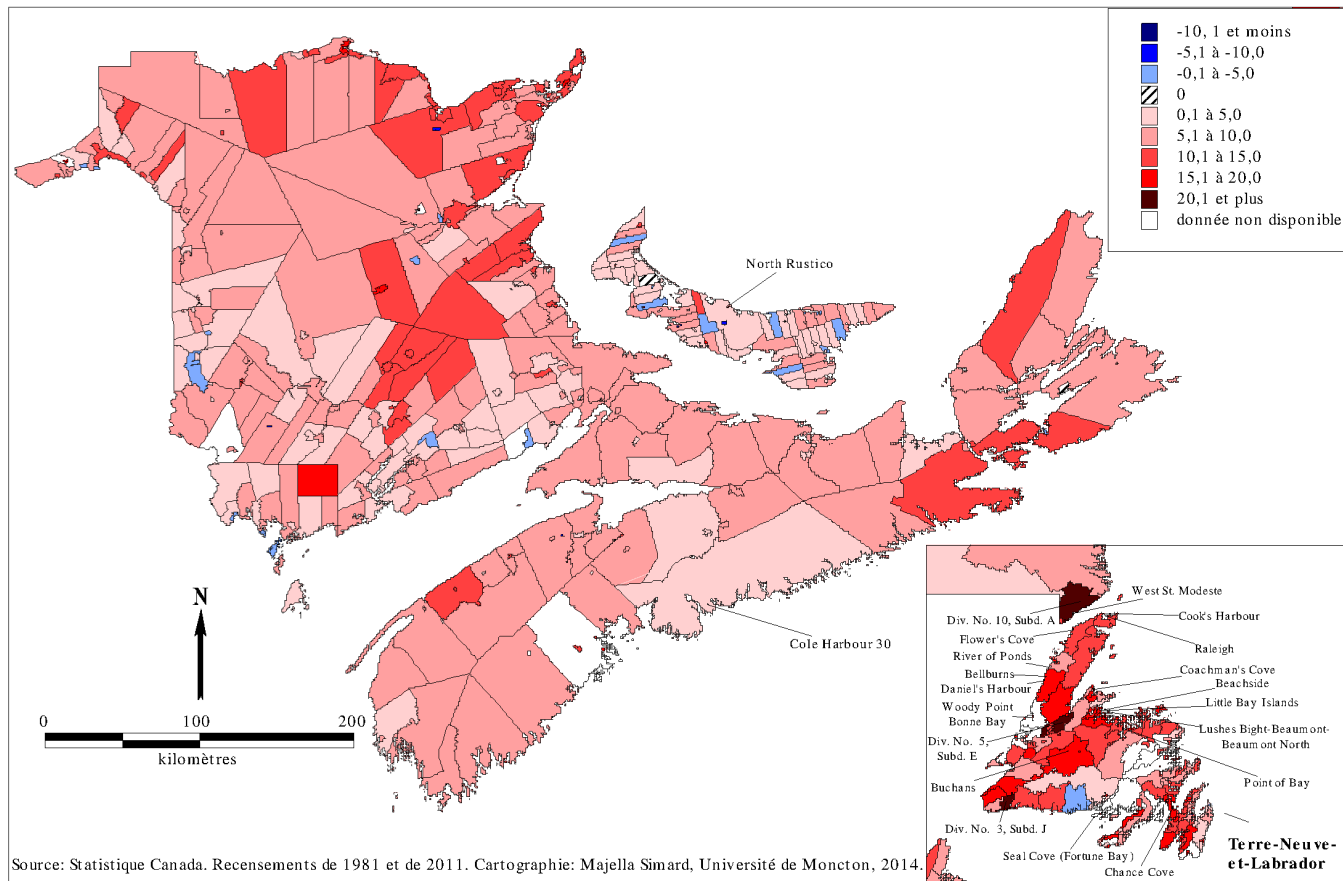 -10, 1 et moins
-5,1 à -10,0
-0,1 à -5,0
0
0,1 à 5,0
5,1 à 10,0
10,1 à 15,0
15,1 à 20,0
20,1 et plus
donnée non disponible
North Rustico
Cole Harbour 30
N
0 100 200
kilomètres
West St. Modeste
Div. No. 10, Subd. A
Cook's Harbour
Flower's Cove
Raleigh
River of Ponds
Coachman's Cove
Bellburns
Beachside
Daniel's Harbour
Little Bay Islands
Woody Point
Bonne Bay
Lushes Bight-Beaumont-
Beaumont North
Div. No. 5,
Subd. E
Point of Bay
Buchans
Div. No. 3, Subd. J
Seal Cove (Fortune Bay)
Chance Cove
Terre-Neuve-
et-Labrador
Source: Statistique Canada. Recensements de 1981 et de 2011. Cartographie: Majella Simard, Université de Moncton, 2014.